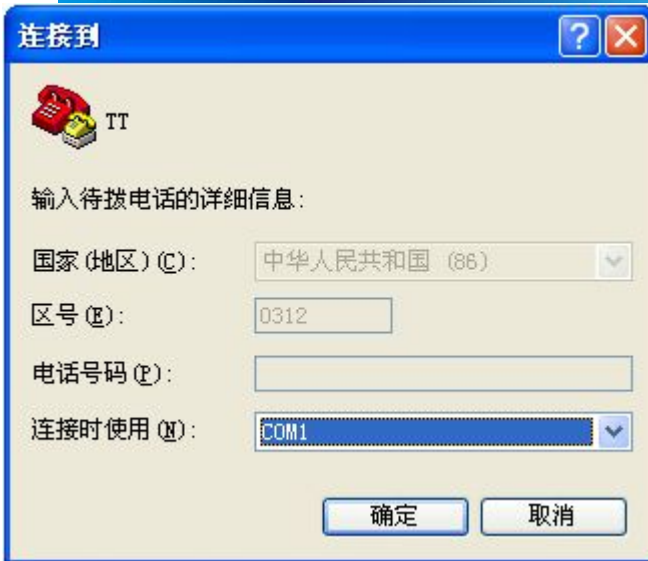 连接到
TT
输入待拨电话的详细信息:
国家(地区)(C): 中华人民共和国 (86)
区号(E): 0312
电话号码(P):
连接时使用(N): COM1
确定 取消